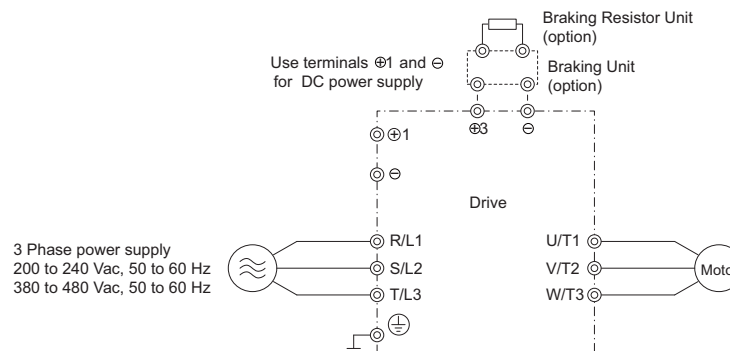 Braking Resistor Unit
(option)
Use terminals ⊕1 and ⊖
for DC power supply
Braking Unit
(option)
⊕3
⊖
⊕1
⊖
Drive
3 Phase power supply
200 to 240 Vac, 50 to 60 Hz
380 to 480 Vac, 50 to 60 Hz
R/L1
S/L2
T/L3
U/T1
V/T2
W/T3
Moto